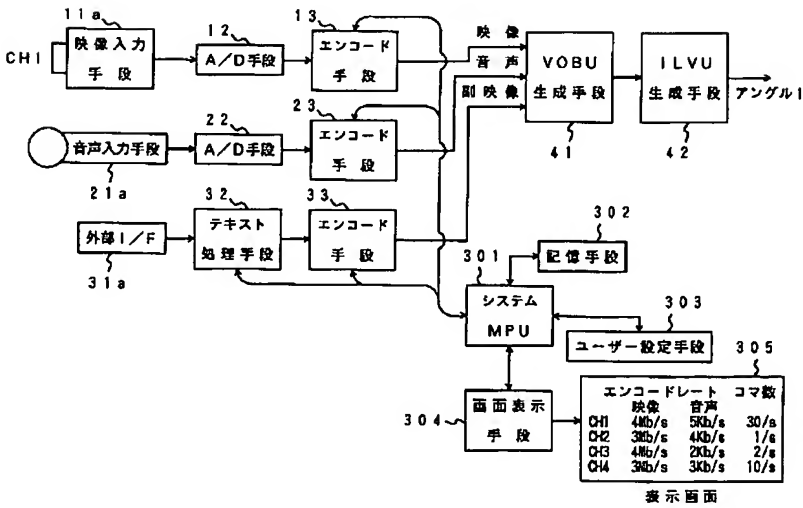 11a
映像入力
手段
CH1
12
A/D手段
13
エンコード
手段
映像
音声
副映像
VOBU
生成手段
41
ILVU
生成手段
42
アングル1
音声入力手段
21a
22
A/D手段
23
エンコード
手段
外部I/F
31a
32
テキスト
処理手段
33
エンコード
手段
301
システム
MPU
302
記憶手段
303
ユーザー設定手段
304
画面表示
手段
305
エンコードレート コマ数
映像 音声
CH1 4Mb/s 5Kb/s 30/s
CH2 3Mb/s 4Kb/s 1/s
CH3 4Mb/s 2Kb/s 2/s
CH4 3Mb/s 3Kb/s 10/s
表示画面